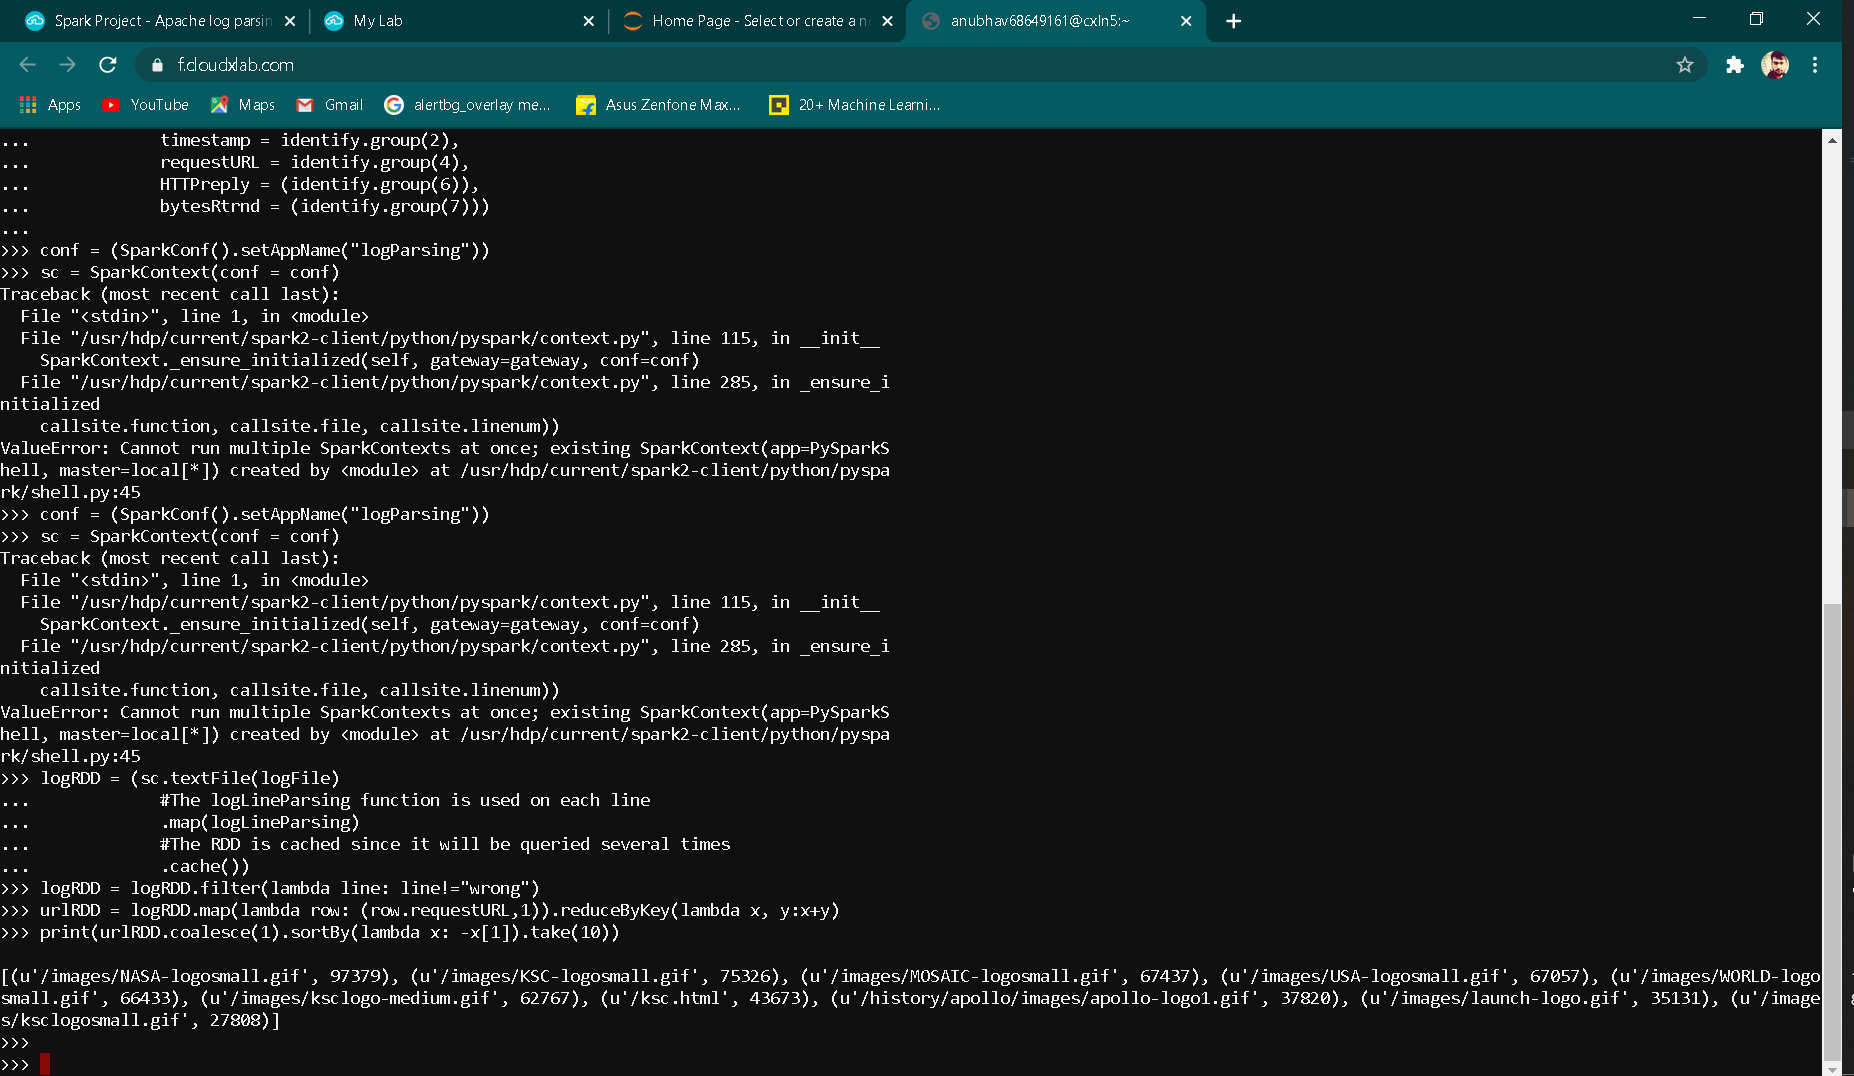 Spark Project - Apache log parsin
My Lab
Home Page - Select or create a n
anubhav68649161@cxln5:~
f.cloudxlab.com
Apps
YouTube
Maps
Gmail
alertbg_overlay me...
Asus Zenfone Max...
20+ Machine Learni...
...             timestamp = identify.group(2),
...             requestURL = identify.group(4),
...             HTTPreply = (identify.group(6)),
...             bytesRtrnd = (identify.group(7)))
...
>>> conf = (SparkConf().setAppName("logParsing"))
>>> sc = SparkContext(conf = conf)
Traceback (most recent call last):
  File "<stdin>", line 1, in <module>
  File "/usr/hdp/current/spark2-client/python/pyspark/context.py", line 115, in __init__
    SparkContext._ensure_initialized(self, gateway=gateway, conf=conf)
  File "/usr/hdp/current/spark2-client/python/pyspark/context.py", line 285, in _ensure_i
nitialized
    callsite.function, callsite.file, callsite.linenum))
ValueError: Cannot run multiple SparkContexts at once; existing SparkContext(app=PySparkS
hell, master=local[*]) created by <module> at /usr/hdp/current/spark2-client/python/pyspa
rk/shell.py:45
>>> conf = (SparkConf().setAppName("logParsing"))
>>> sc = SparkContext(conf = conf)
Traceback (most recent call last):
  File "<stdin>", line 1, in <module>
  File "/usr/hdp/current/spark2-client/python/pyspark/context.py", line 115, in __init__
    SparkContext._ensure_initialized(self, gateway=gateway, conf=conf)
  File "/usr/hdp/current/spark2-client/python/pyspark/context.py", line 285, in _ensure_i
nitialized
    callsite.function, callsite.file, callsite.linenum))
ValueError: Cannot run multiple SparkContexts at once; existing SparkContext(app=PySparkS
hell, master=local[*]) created by <module> at /usr/hdp/current/spark2-client/python/pyspa
rk/shell.py:45
>>> logRDD = (sc.textFile(logFile)
...             #The logLineParsing function is used on each line
...             .map(logLineParsing)
...             #The RDD is cached since it will be queried several times
...             .cache())
>>> logRDD = logRDD.filter(lambda line: line!="wrong")
>>> urlRDD = logRDD.map(lambda row: (row.requestURL,1)).reduceByKey(lambda x, y:x+y)
>>> print(urlRDD.coalesce(1).sortBy(lambda x: -x[1]).take(10))
[(u'/images/NASA-logosmall.gif', 97379), (u'/images/KSC-logosmall.gif', 75326), (u'/images/MOSAIC-logosmall.gif', 67437), (u'/images/USA-logosmall.gif', 67057), (u'/images/WORLD-logo
small.gif', 66433), (u'/images/ksclogo-medium.gif', 62767), (u'/ksc.html', 43673), (u'/history/apollo/images/apollo-logo1.gif', 37820), (u'/images/launch-logo.gif', 35131), (u'/image
s/ksclogosmall.gif', 27808)]
>>>
>>>